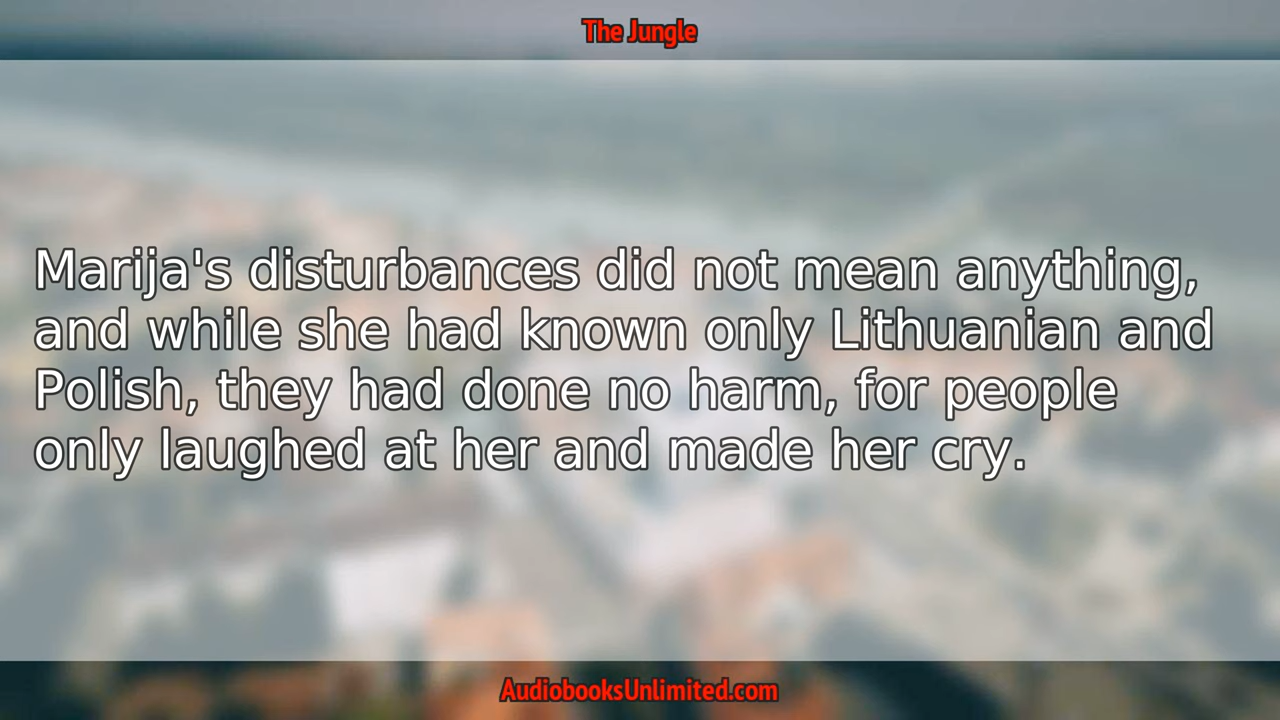 The Jungle
Marija's disturbances did not mean anything,
and while she had known only Lithuanian and
Polish, they had done no harm, for people
only laughed at her and made her cry.
AudiobooksUnlimited.com